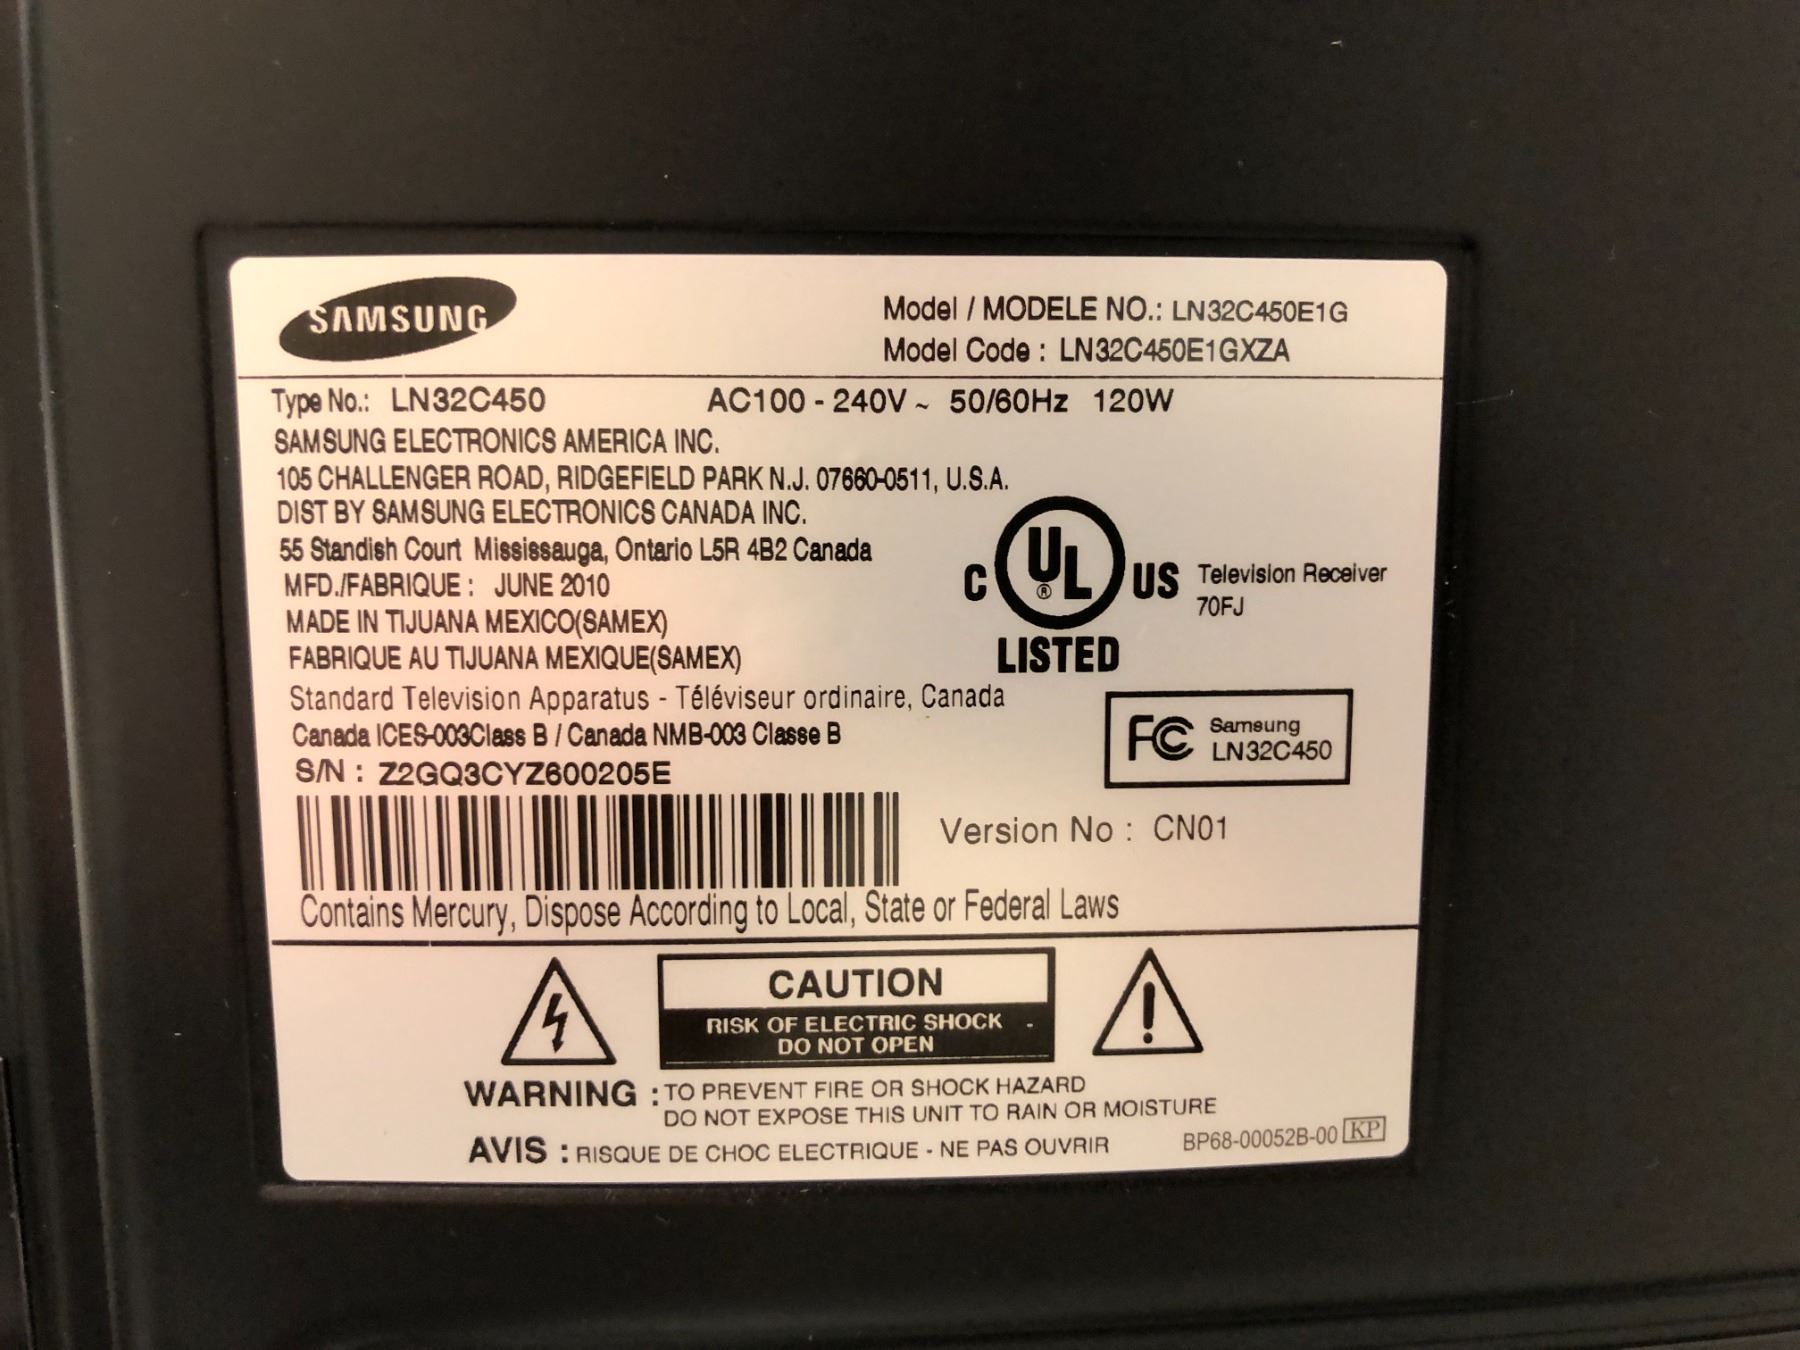 SAMSUNG
Model / MODELE NO.: LN32C450E1G
Model Code : LN32C450E1GXZA
Type No.: LN32C450 AC100 - 240V ~ 50/60Hz 120W
SAMSUNG ELECTRONICS AMERICA INC.
105 CHALLENGER ROAD, RIDGEFIELD PARK N.J. 07660-0511, U.S.A.
DIST BY SAMSUNG ELECTRONICS CANADA INC.
55 Standish Court Mississauga, Ontario L5R 4B2 Canada
MFD./FABRIQUE : JUNE 2010
MADE IN TIJUANA MEXICO(SAMEX)
FABRIQUE AU TIJUANA MEXIQUE(SAMEX)
Standard Television Apparatus - Téléviseur ordinaire, Canada
Canada ICES-003Class B / Canada NMB-003 Classe B
S/N : Z2GQ3CYZ600205E
C UL ® US
LISTED
Television Receiver
70FJ
FC Samsung
LN32C450
Version No : CN01
Contains Mercury, Dispose According to Local, State or Federal Laws
CAUTION
RISK OF ELECTRIC SHOCK
DO NOT OPEN
WARNING : TO PREVENT FIRE OR SHOCK HAZARD
DO NOT EXPOSE THIS UNIT TO RAIN OR MOISTURE
AVIS : RISQUE DE CHOC ELECTRIQUE - NE PAS OUVRIR
BP68-00052B-00 KP